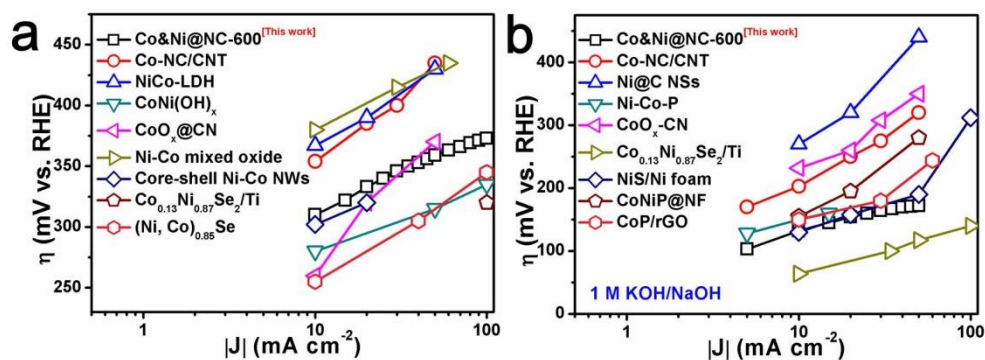 a
η (mV vs. RHE)
450
400
350
300
250
Co&Ni@NC-600[This work]
Co-NC/CNT
NiCo-LDH
CoNi(OH)x
CoOx@CN
Ni-Co mixed oxide
Core-shell Ni-Co NWs
Co0.13Ni0.87Se2/Ti
(Ni, Co)0.85Se
1 10 100
|J| (mA cm-2)
b
η (mV vs. RHE)
400
300
200
100
0
Co&Ni@NC-600[This work]
Co-NC/CNT
Ni@C NSs
Ni-Co-P
CoOx-CN
Co0.13Ni0.87Se2/Ti
NiS/Ni foam
CoNiP@NF
CoP/rGO
1 M KOH/NaOH
1 10 100
|J| (mA cm-2)